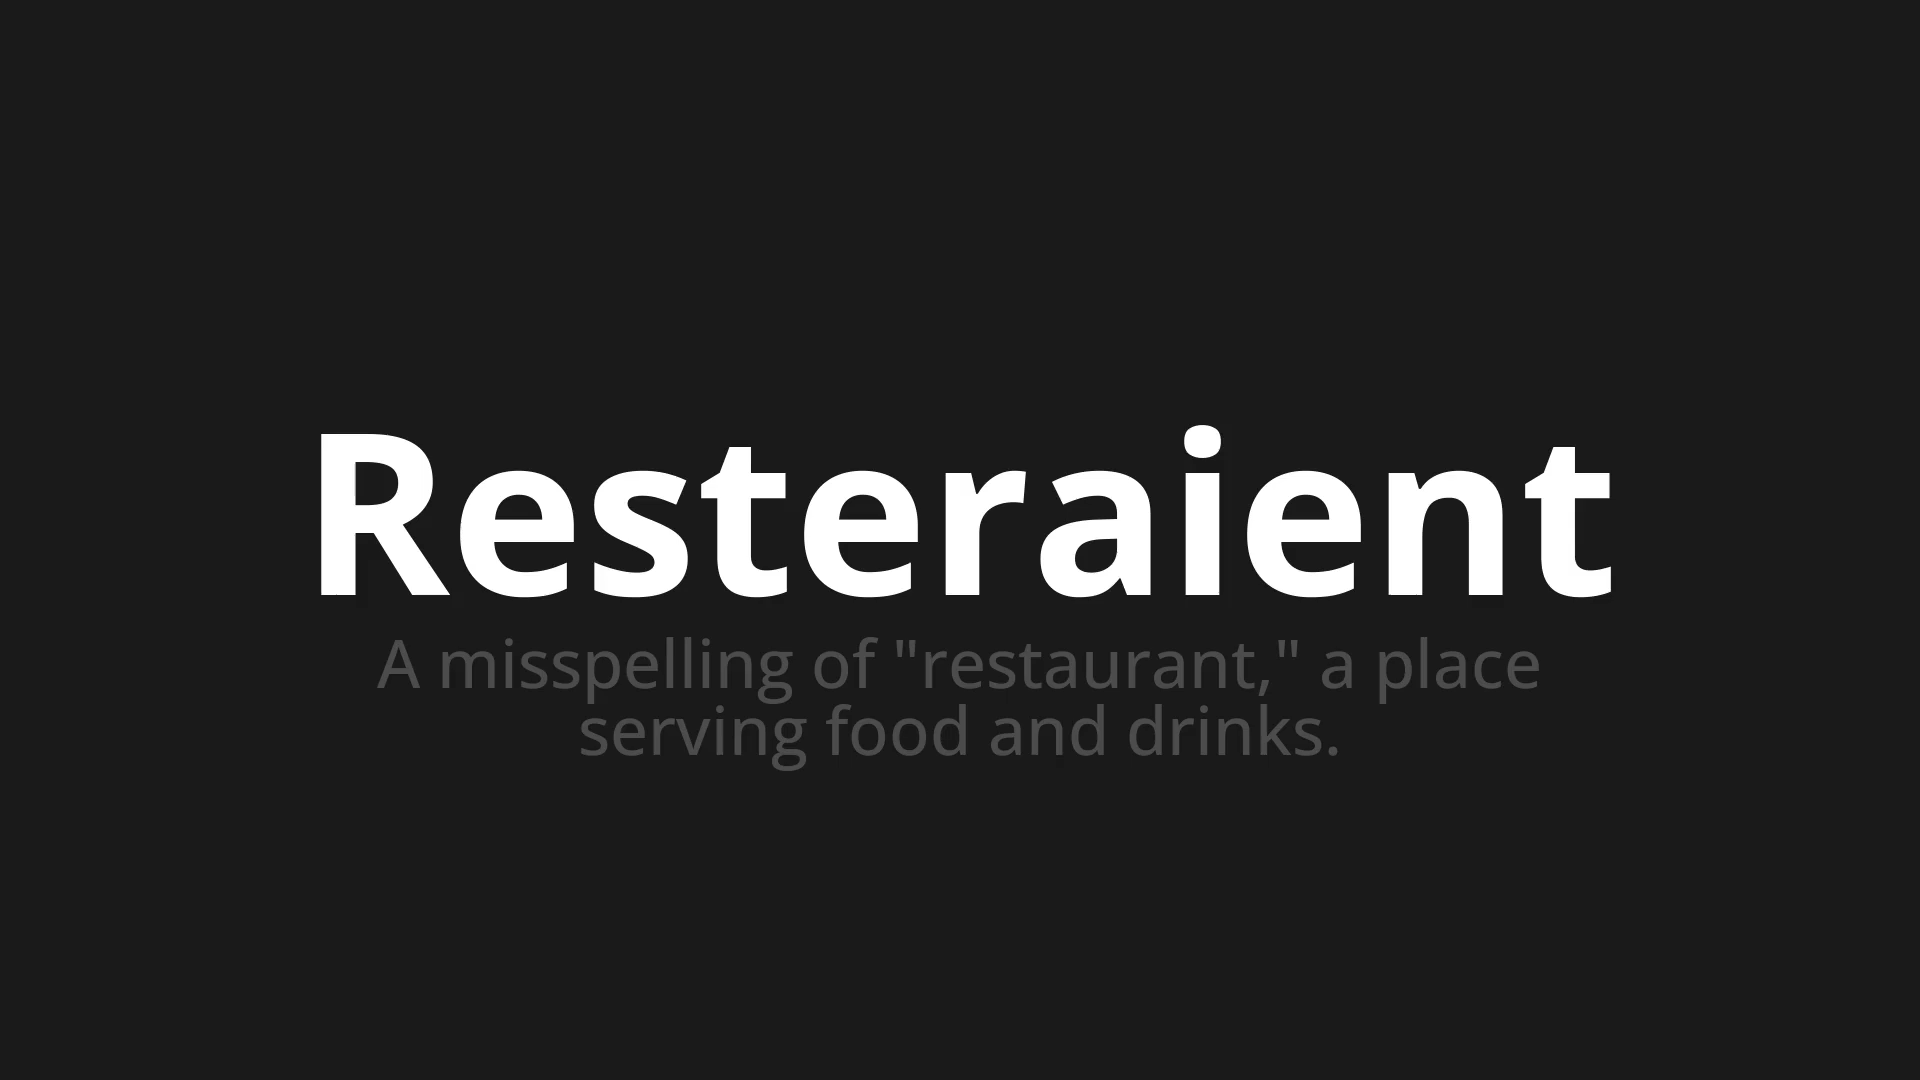 Resteraient
A misspelling of "restaurant," a place
serving food and drinks.